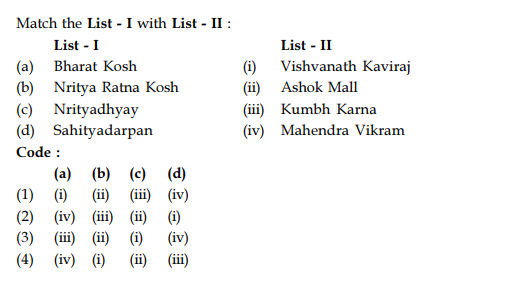 Match the List - I with List - II :
List - I List - II
(a) Bharat Kosh (i) Vishvanath Kaviraj
(b) Nritya Ratna Kosh (ii) Ashok Mall
(c) Nrityadhyay (iii) Kumbh Karna
(d) Sahityadarpan (iv) Mahendra Vikram
Code :
(a) (b) (c) (d)
(1) (i) (ii) (iii) (iv)
(2) (iv) (iii) (ii) (i)
(3) (iii) (ii) (i) (iv)
(4) (iv) (i) (ii) (iii)